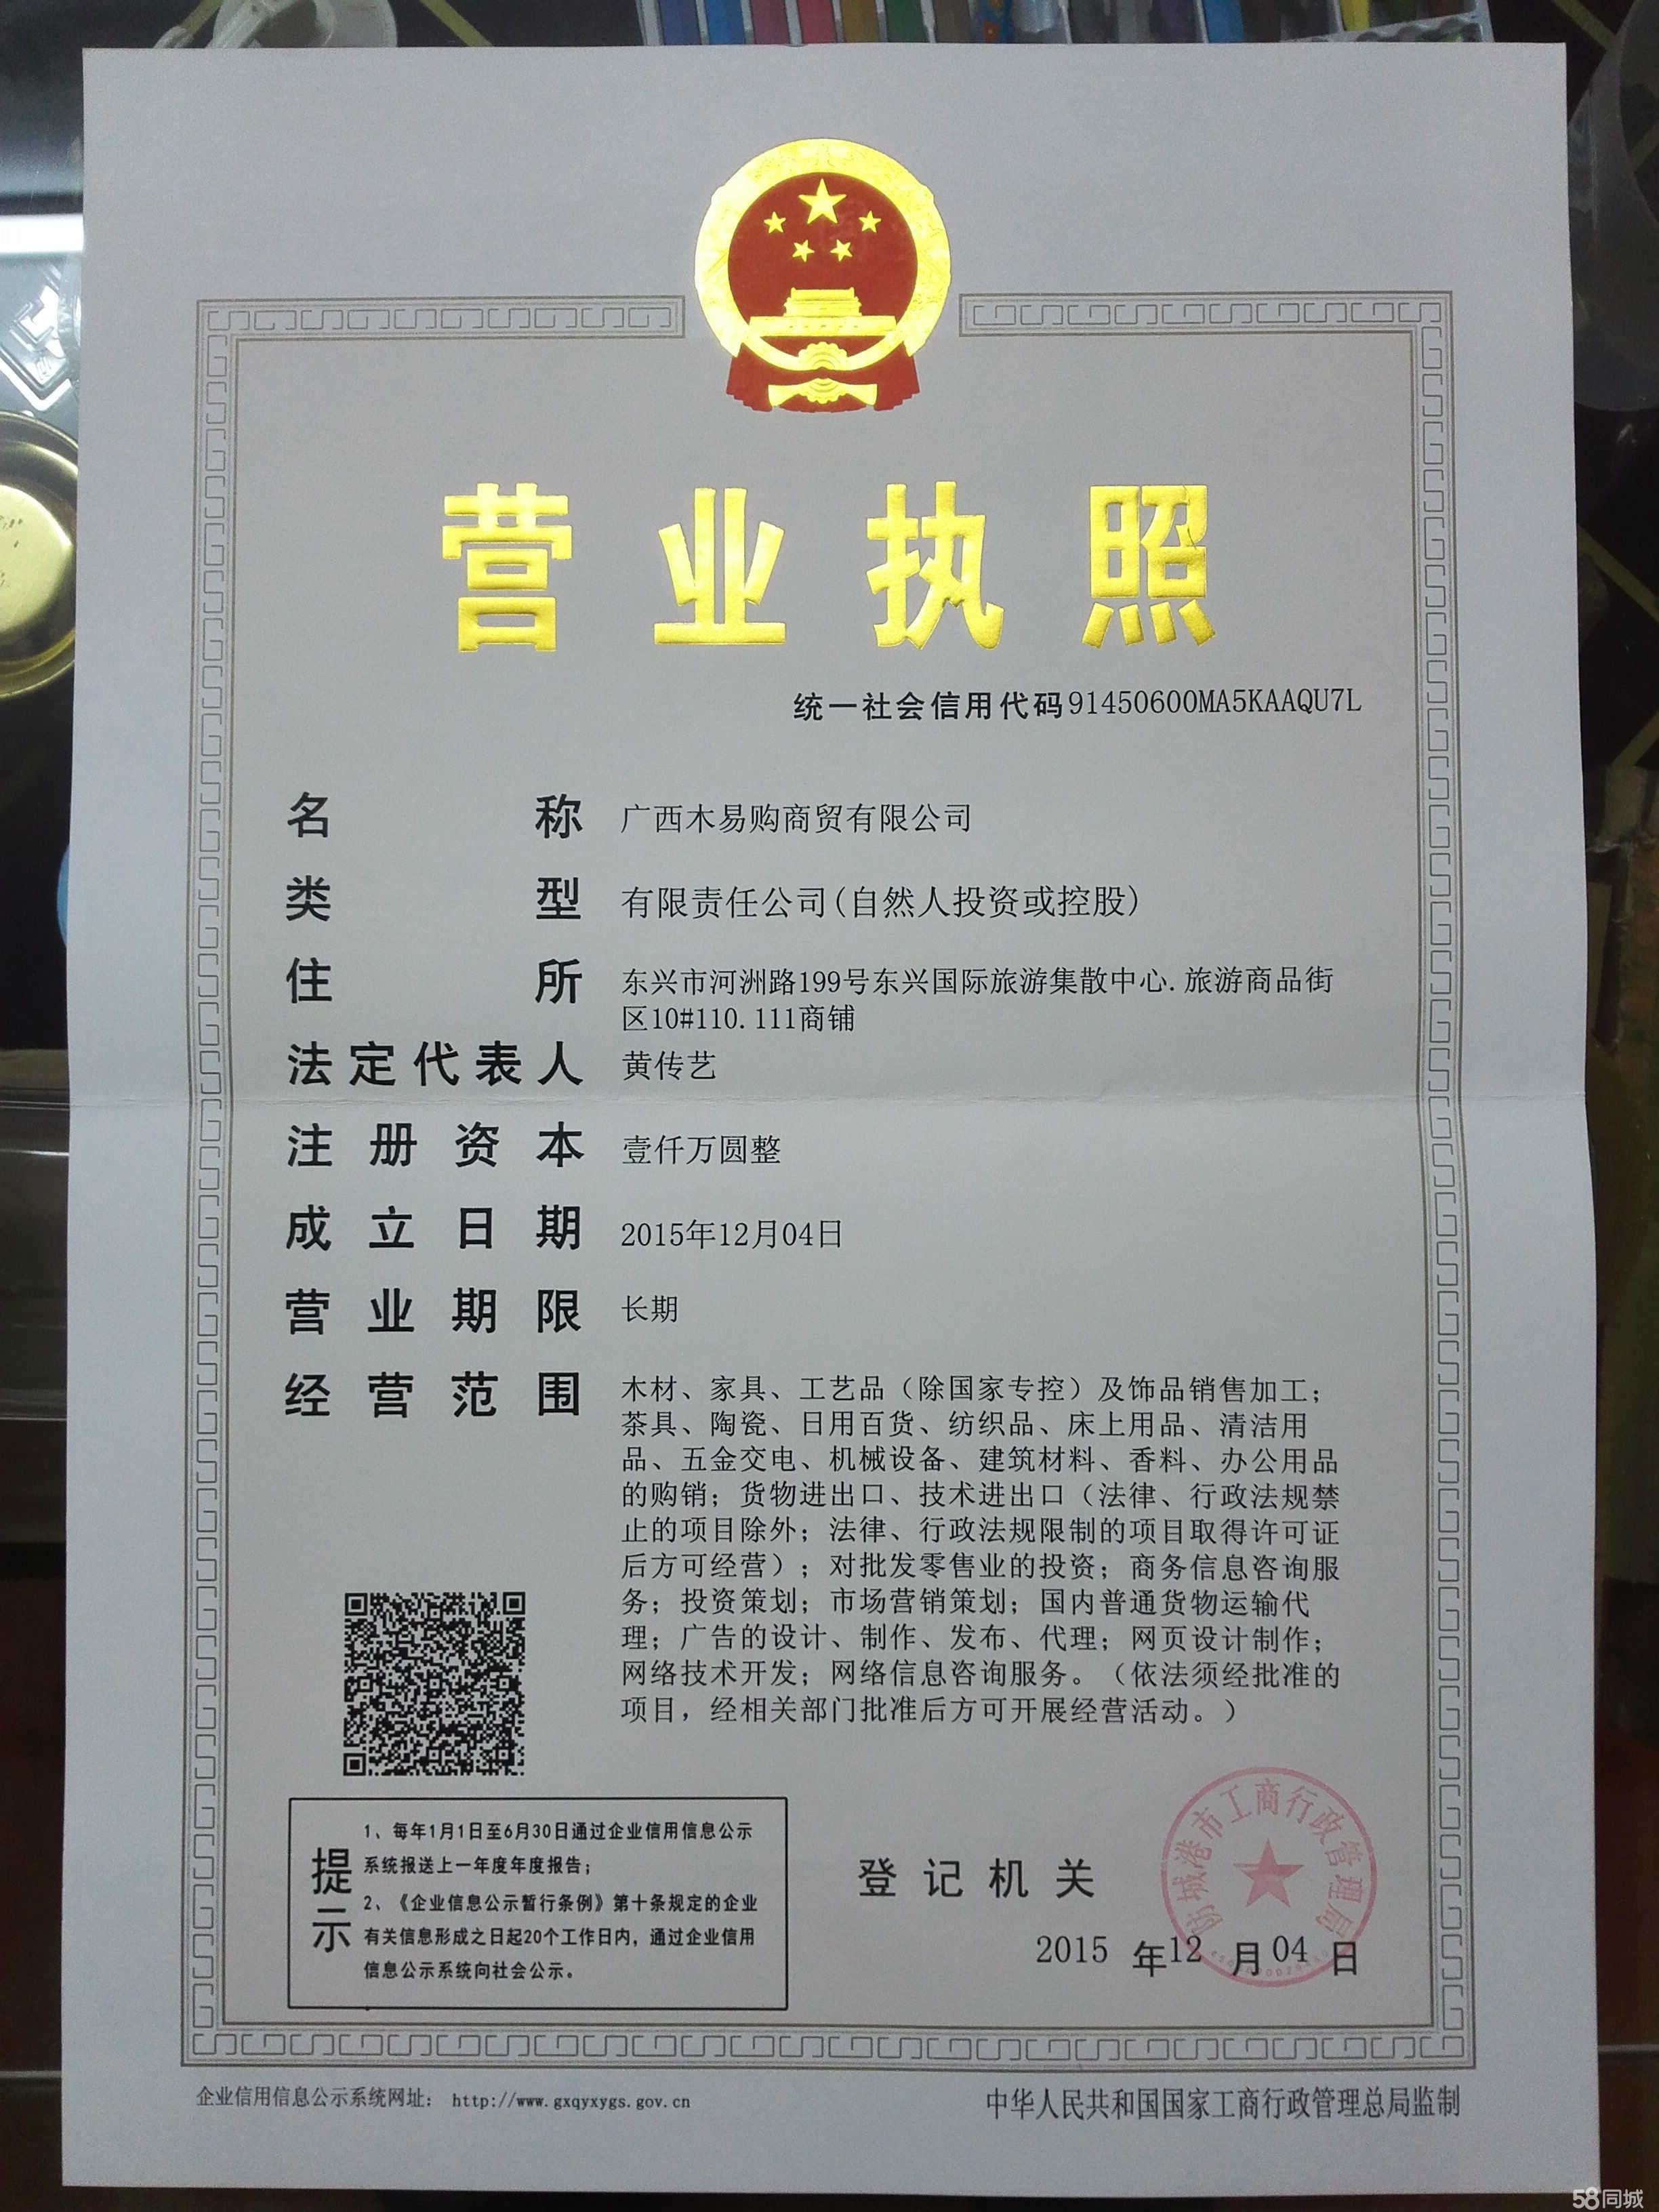 营业执照
统一社会信用代码91450600MA5KAAQU7L
名称 广西木易购商贸有限公司
类型 有限责任公司(自然人投资或控股)
住所 东兴市河洲路199号东兴国际旅游集散中心.旅游商品街
区10#110.111商铺
法定代表人 黄传艺
注册资本 壹仟万圆整
成立日期 2015年12月04日
营业期限 长期
经营范围 木材、家具、工艺品（除国家专控）及饰品销售加工；
茶具、陶瓷、日用百货、纺织品、床上用品、清洁用
品、五金交电、机械设备、建筑材料、香料、办公用品
的购销；货物进出口、技术进出口（法律、行政法规禁
止的项目除外；法律、行政法规限制的项目取得许可证
后方可经营）；对批发零售业的投资；商务信息咨询服
务；投资策划；市场营销策划；国内普通货物运输代
理；广告的设计、制作、发布、代理；网页设计制作；
网络技术开发；网络信息咨询服务。（依法须经批准的
项目，经相关部门批准后方可开展经营活动。）
提示
1、每年1月1日至6月30日通过企业信用信息公示
系统报送上一年度年度报告；
2、《企业信息公示暂行条例》第十条规定的企业
有关信息形成之日起20个工作日内，通过企业信用
信息公示系统向社会公示。
登记机关
防城港市工商行政管理局
2015 年12 月04 日
企业信用信息公示系统网址： http://www.gxqyxygs.gov.cn
中华人民共和国国家工商行政管理总局监制
58同城